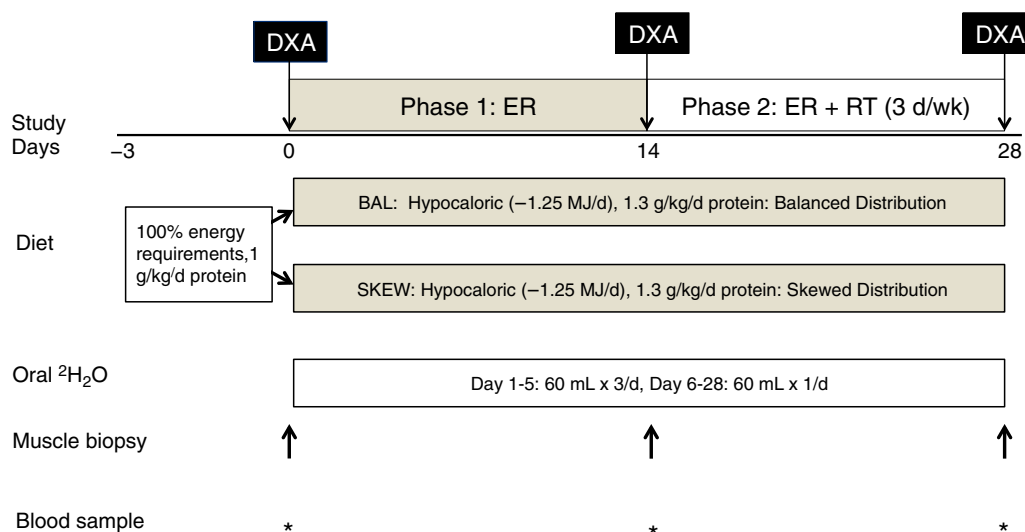 DXA DXA DXA
Phase 1: ER Phase 2: ER + RT (3 d/wk)
Study
Days −3 0 14 28
BAL: Hypocaloric (−1.25 MJ/d), 1.3 g/kg/d protein: Balanced Distribution
Diet
100% energy
requirements,1
g/kg/d protein
SKEW: Hypocaloric (−1.25 MJ/d), 1.3 g/kg/d protein: Skewed Distribution
Oral ²H₂O Day 1-5: 60 mL x 3/d, Day 6-28: 60 mL x 1/d
Muscle biopsy
Blood sample * * *